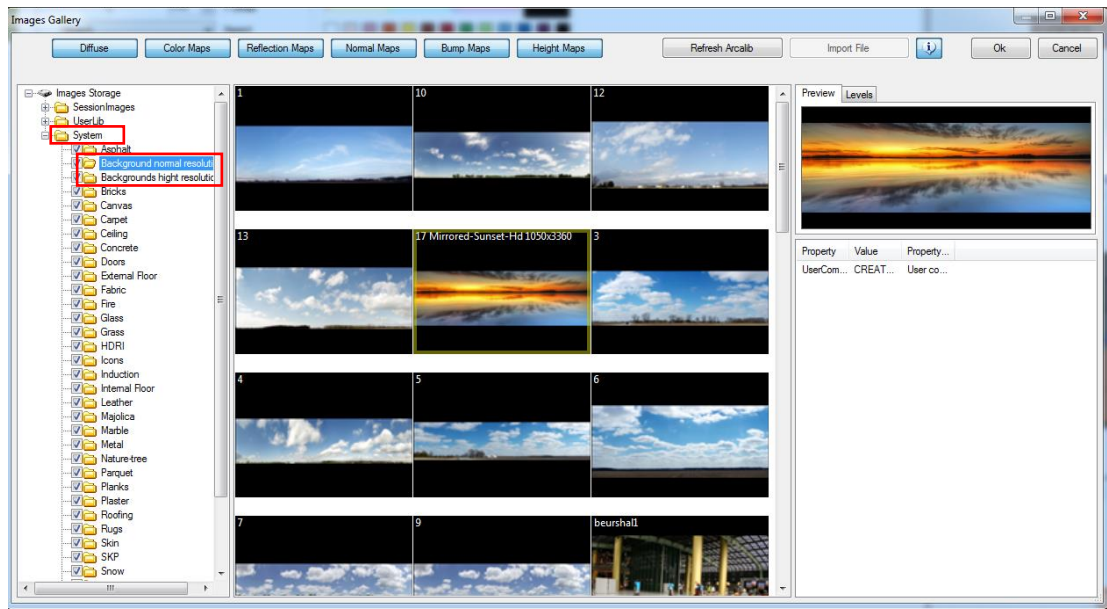 Images Gallery
Diffuse
Color Maps
Reflection Maps
Normal Maps
Bump Maps
Height Maps
Refresh Arcalib
Import File
i
Ok
Cancel
Images Storage
SessionImages
UserLib
System
Asphalt
Background normal resoluti
Backgrounds hight resolutic
Bricks
Canvas
Carpet
Ceiling
Concrete
Doors
External Floor
Fabric
Fire
Glass
Grass
HDRI
Icons
Induction
Internal Floor
Leather
Majolica
Marble
Metal
Nature-tree
Parquet
Planks
Plaster
Roofing
Rugs
Skin
SKP
Snow
1
10
12
13
17 Mirrored-Sunset-Hd 1050x3360
3
4
5
6
7
9
beurshal1
Preview
Levels
Property Value Property...
UserCom... CREAT... User co...